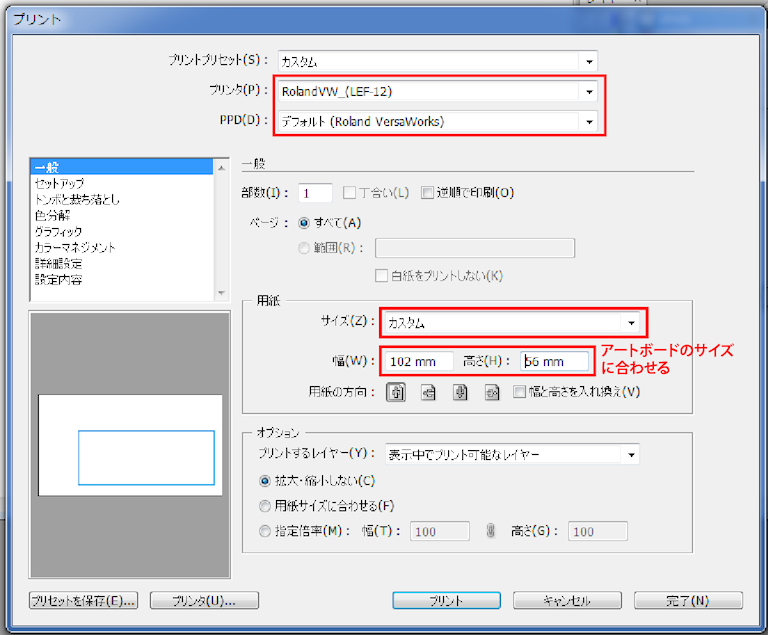 プリント
プリントプリセット(S)： カスタム
プリンタ(P)： RolandVW_(LEF-12)
PPD(D)： デフォルト (Roland VersaWorks)
一般
セットアップ
トンボと裁ち落とし
色分解
グラフィック
カラーマネジメント
詳細設定
設定内容
一般
部数(I)： 1 丁合い(L) 逆順で印刷(O)
ページ： すべて(A)
範囲(R)：
白紙をプリントしない(K)
用紙
サイズ(Z)： カスタム
幅(W)： 102 mm 高さ(H)： 56 mm
アートボードのサイズ
に合わせる
用紙の方向： 幅と高さを入れ換え(V)
オプション
プリントするレイヤー(Y)： 表示中でプリント可能なレイヤー
拡大・縮小しない(C)
用紙サイズに合わせる(F)
指定倍率(M)： 幅(T)： 100 高さ(G)： 100
プリセットを保存(E)... プリンタ(U)... プリント キャンセル 完了(N)